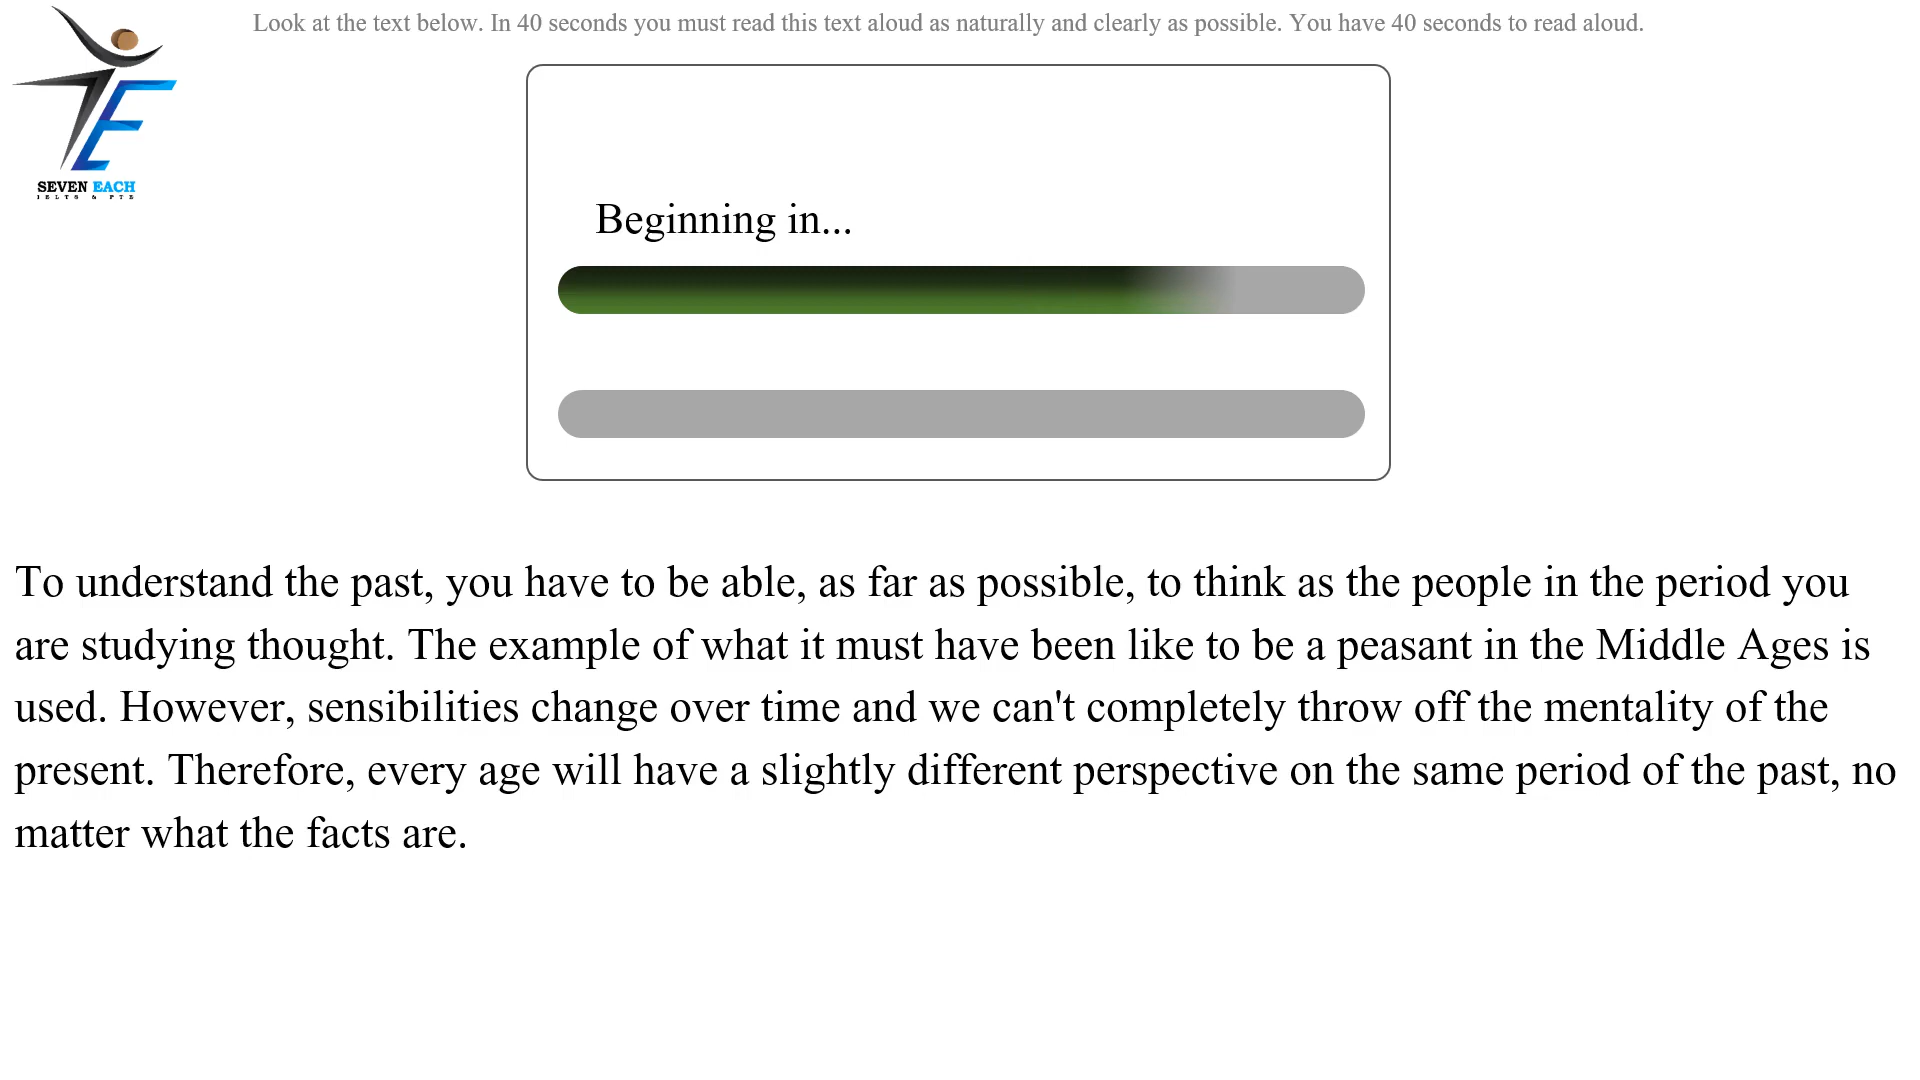 Look at the text below. In 40 seconds you must read this text aloud as naturally and clearly as possible. You have 40 seconds to read aloud.
SEVEN EACH
IELTS & PTE
Beginning in...
To understand the past, you have to be able, as far as possible, to think as the people in the period you
are studying thought. The example of what it must have been like to be a peasant in the Middle Ages is
used. However, sensibilities change over time and we can't completely throw off the mentality of the
present. Therefore, every age will have a slightly different perspective on the same period of the past, no
matter what the facts are.